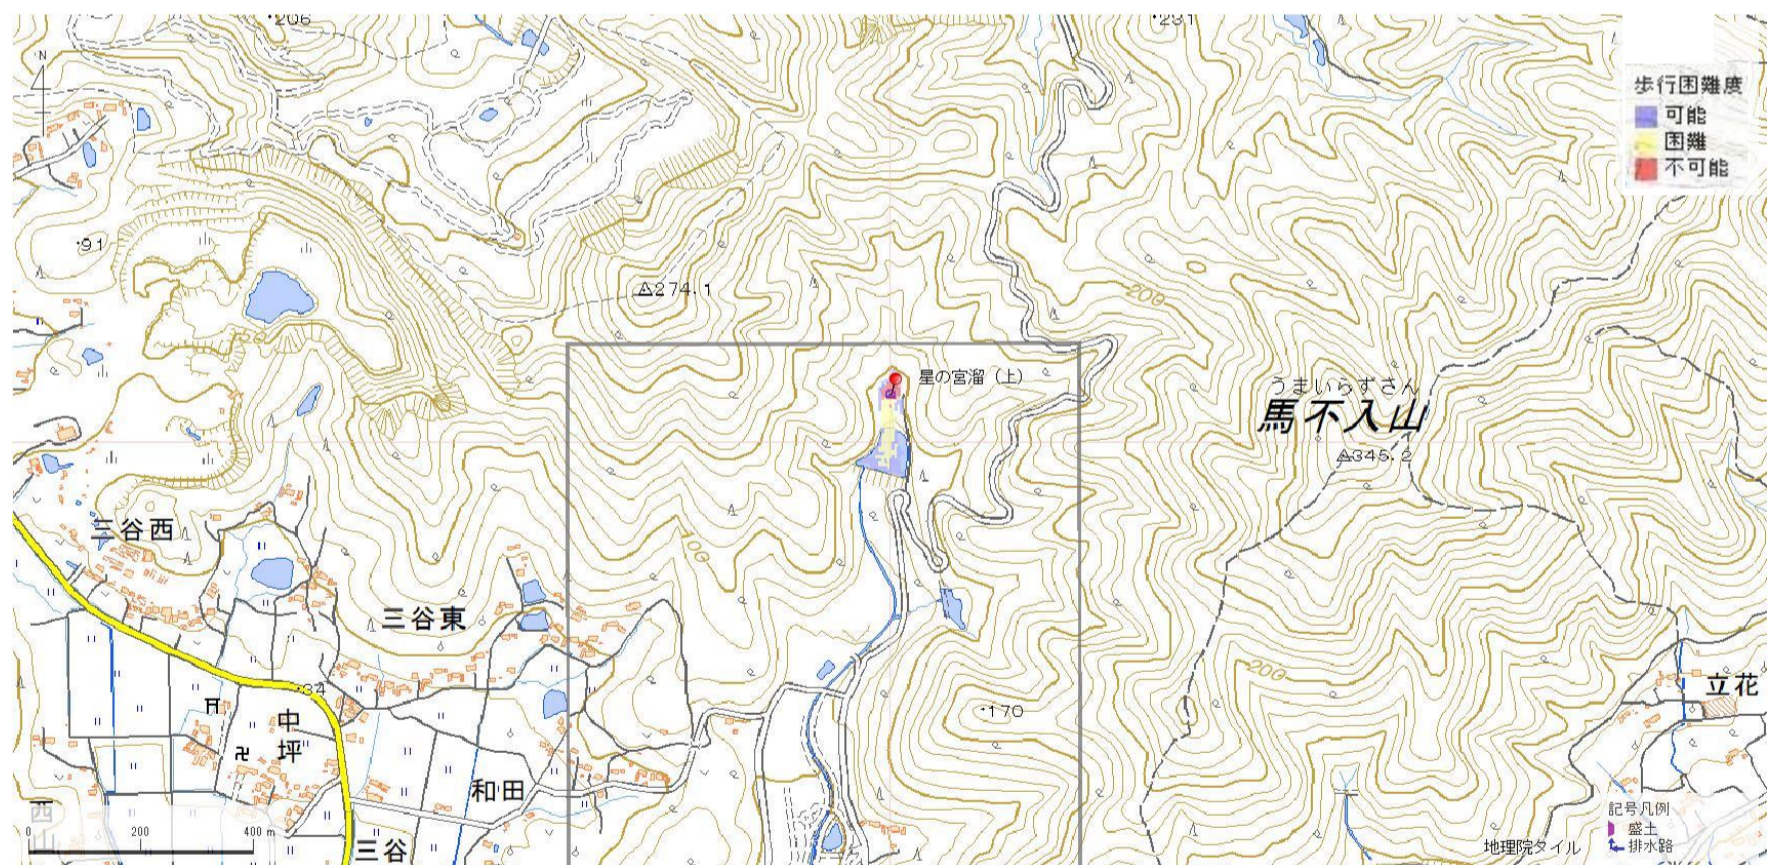 206
231
N
歩行困難度
可能
困難
不可能
91
274.1
200
星の宮溜（上）
うまいらずさん
馬不入山
345.2
三谷西
100
三谷東
200
立花
34
中坪
170
和田
西山
0 200 400 m
三谷
記号凡例
盛土
排水路
地理院タイル